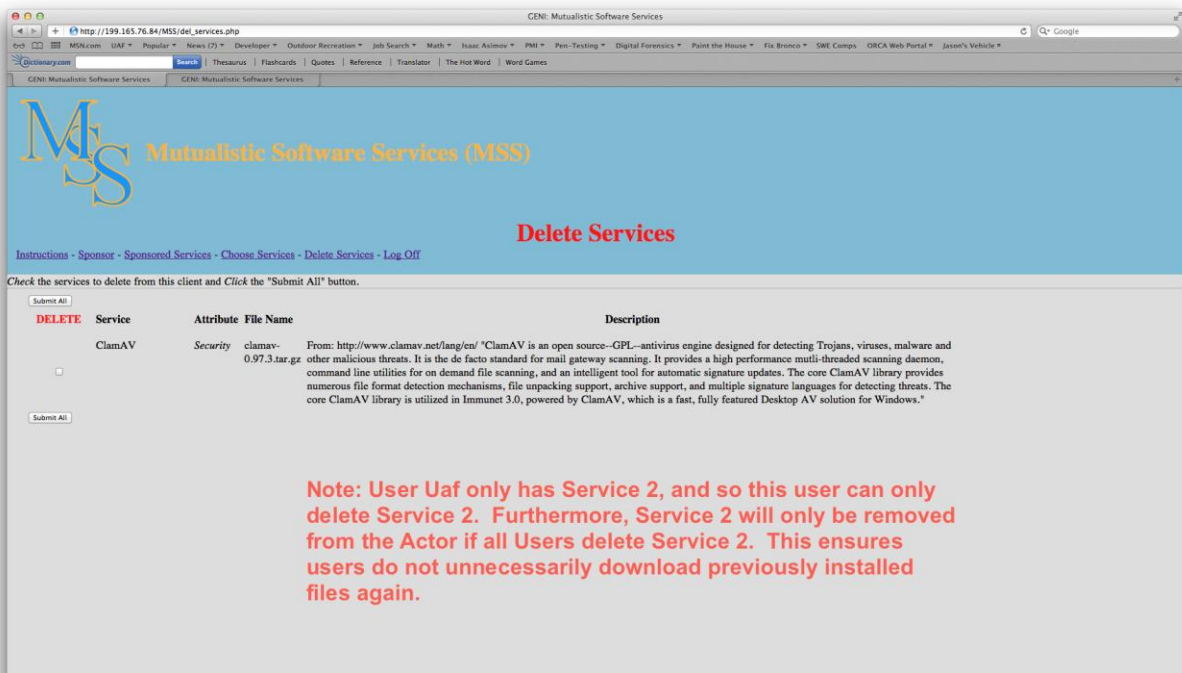 GENI: Mutualistic Software Services
http://199.165.76.84/MSS/del_services.php
Google
MSN.com UAF Popular News (7) Developer Outdoor Recreation Job Search Math Isaac Asimov PMI Pen-Testing Digital Forensics Paint the House Fix Bronco SWE Comps ORCA Web Portal Jason's Vehicle
Dictionary.com Search Thesaurus Flashcards Quotes Reference Translator The Hot Word Word Games
GENI: Mutualistic Software Services GENI: Mutualistic Software Services
MSS
Mutualistic Software Services (MSS)
Delete Services
Instructions - Sponsor - Sponsored Services - Choose Services - Delete Services - Log Off
Check the services to delete from this client and Click the "Submit All" button.
Submit All
DELETE Service Attribute File Name Description
ClamAV Security clamav-0.97.3.tar.gz
From: http://www.clamav.net/lang/en/ "ClamAV is an open source--GPL--antivirus engine designed for detecting Trojans, viruses, malware and
other malicious threats. It is the de facto standard for mail gateway scanning. It provides a high performance mutli-threaded scanning daemon,
command line utilities for on demand file scanning, and an intelligent tool for automatic signature updates. The core ClamAV library provides
numerous file format detection mechanisms, file unpacking support, archive support, and multiple signature languages for detecting threats. The
core ClamAV library is utilized in Immunet 3.0, powered by ClamAV, which is a fast, fully featured Desktop AV solution for Windows."
Submit All
Note: User Uaf only has Service 2, and so this user can only
delete Service 2. Furthermore, Service 2 will only be removed
from the Actor if all Users delete Service 2. This ensures
users do not unnecessarily download previously installed
files again.